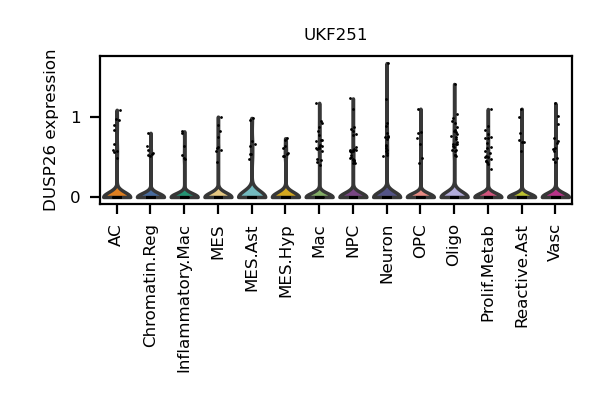 UKF251
DUSP26 expression
1
0
AC
Chromatin.Reg
Inflammatory.Mac
MES
MES.Ast
MES.Hyp
Mac
NPC
Neuron
OPC
Oligo
Prolif.Metab
Reactive.Ast
Vasc